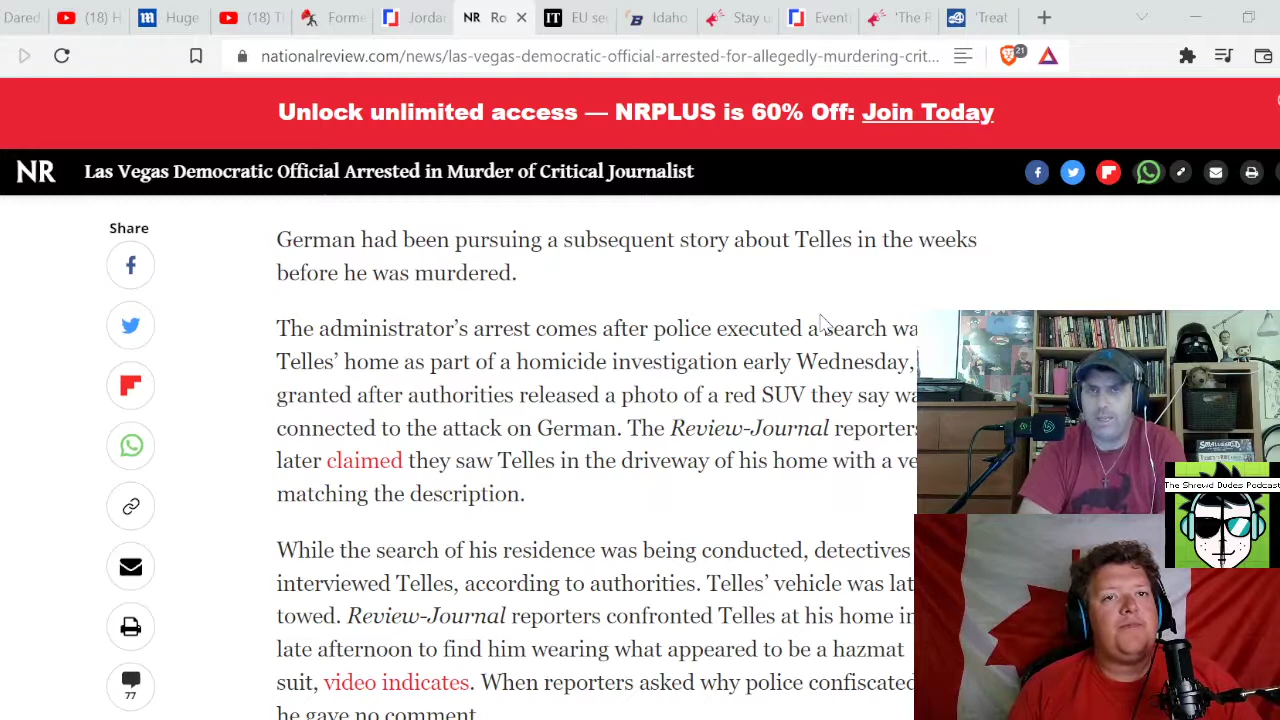 Dared
(18) H
Huge
(18) T
Forme
Jordar
Ro
EU se
Idaho
Stay u
Event
'The R
'Treat
nationalreview.com/news/las-vegas-democratic-official-arrested-for-allegedly-murdering-crit...
21
Unlock unlimited access — NRPLUS is 60% Off: Join Today
NR
Las Vegas Democratic Official Arrested in Murder of Critical Journalist
Share
German had been pursuing a subsequent story about Telles in the weeks
before he was murdered.
The administrator's arrest comes after police executed a search wa
Telles' home as part of a homicide investigation early Wednesday,
granted after authorities released a photo of a red SUV they say wa
connected to the attack on German. The Review-Journal reporters
later claimed they saw Telles in the driveway of his home with a ve
matching the description.
While the search of his residence was being conducted, detectives
interviewed Telles, according to authorities. Telles' vehicle was lat
towed. Review-Journal reporters confronted Telles at his home in
late afternoon to find him wearing what appeared to be a hazmat
suit, video indicates. When reporters asked why police confiscated
he gave no comment.
77
The Shrewd Dudes Podcast